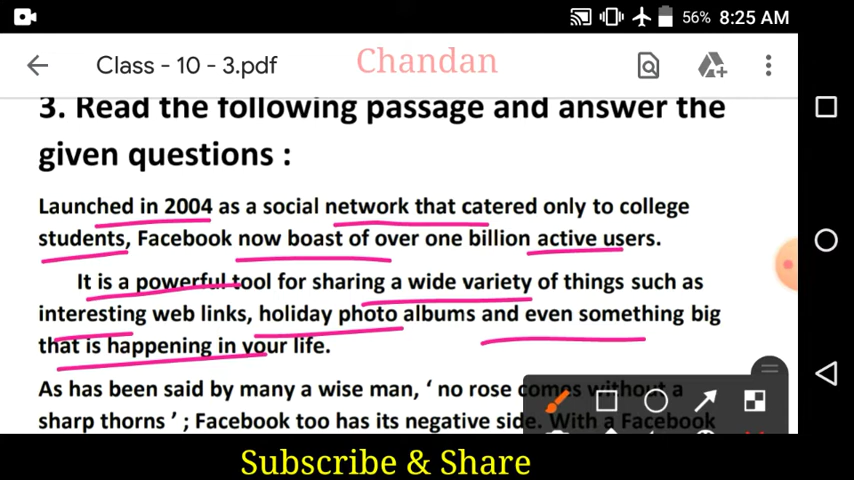 56% 8:25 AM
Class - 10 - 3.pdf
Chandan
3. Read the following passage and answer the
given questions :
Launched in 2004 as a social network that catered only to college
students, Facebook now boast of over one billion active users.
It is a powerful tool for sharing a wide variety of things such as
interesting web links, holiday photo albums and even something big
that is happening in your life.
As has been said by many a wise man, ‘ no rose comes without a
sharp thorns ’ ; Facebook too has its negative side. With a Facebook
Subscribe & Share